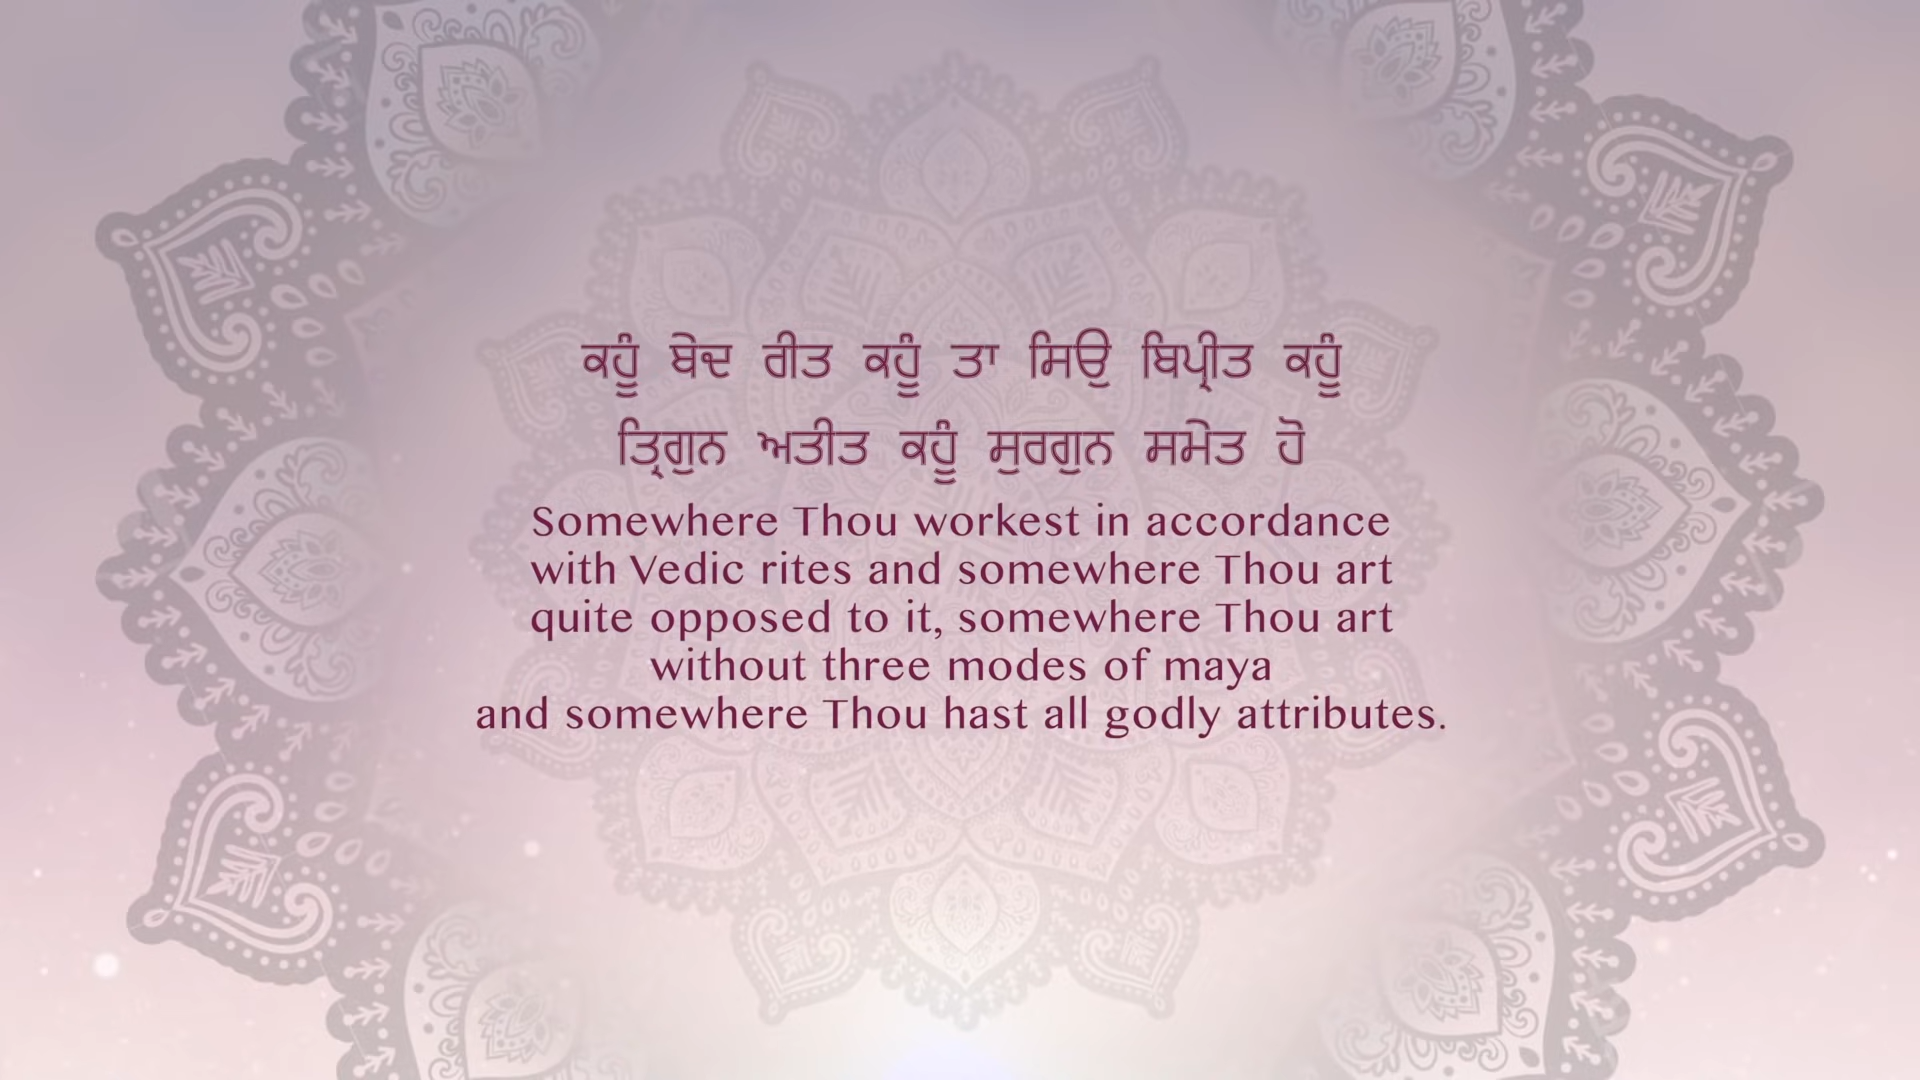 ਕਹੂੰ ਬੇਦ ਰੀਤ ਕਹੂੰ ਤਾ ਸਿਉ ਬਿਪ੍ਰੀਤ ਕਹੂੰ
ਤ੍ਰਿਗੁਨ ਅਤੀਤ ਕਹੂੰ ਸੁਰਗੁਨ ਸਮੇਤ ਹੋ
Somewhere Thou workest in accordance
with Vedic rites and somewhere Thou art
quite opposed to it, somewhere Thou art
without three modes of maya
and somewhere Thou hast all godly attributes.